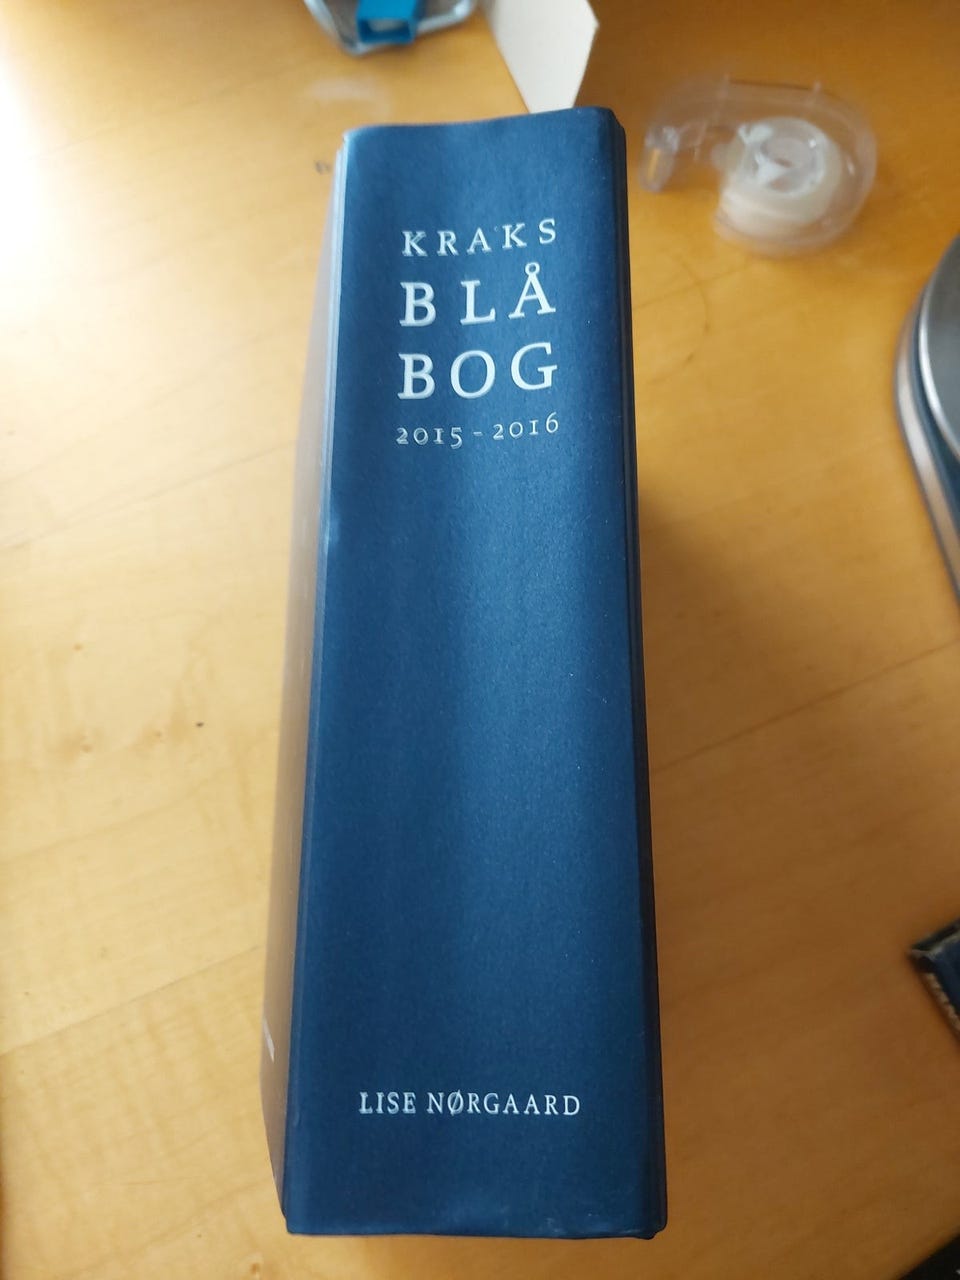 KRAKS
BLÅ
BOG
2015-2016
LISE NØRGAARD